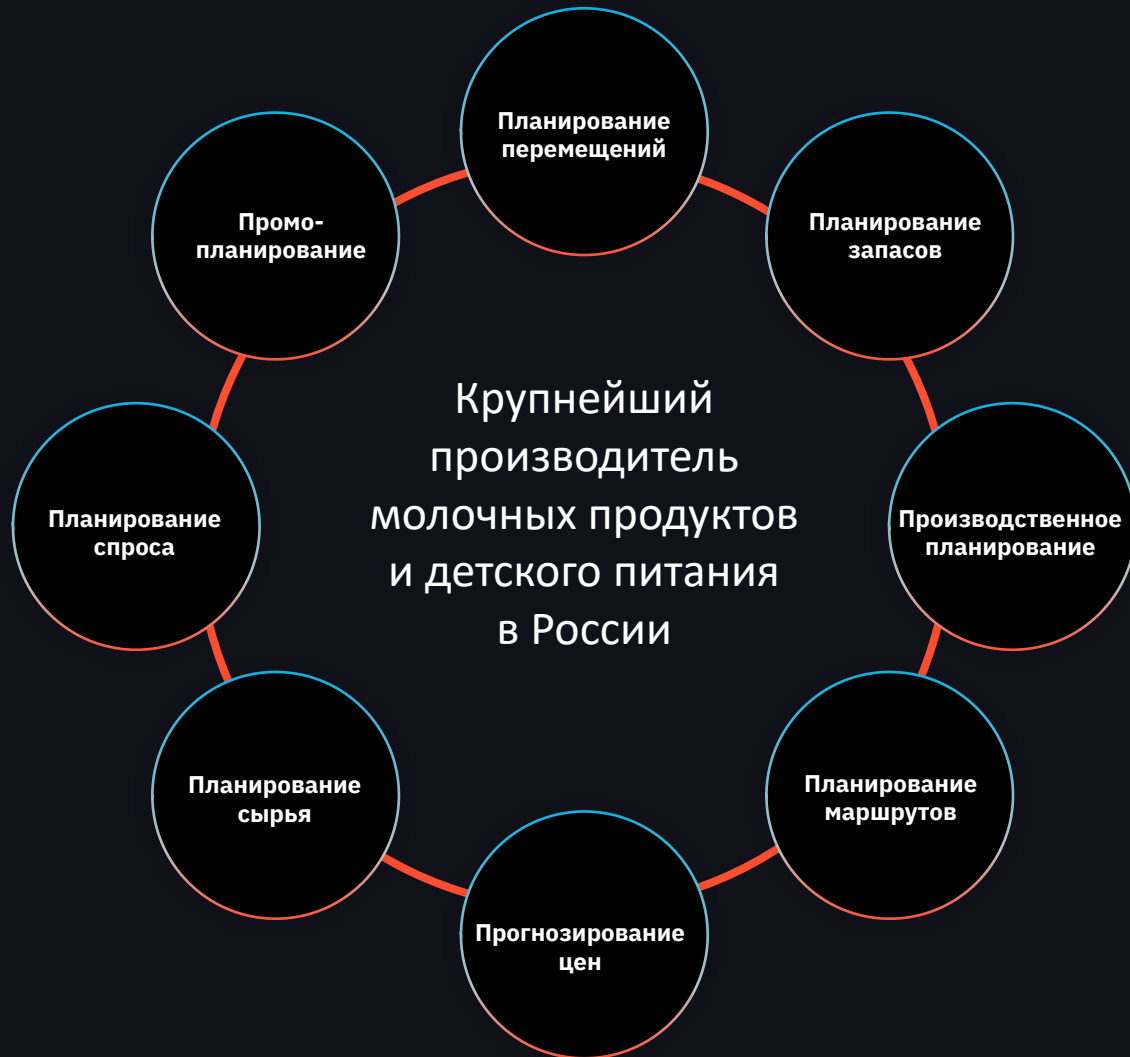 Планирование
перемещений
Промо-
планирование
Планирование
запасов
Крупнейший
производитель
молочных продуктов
и детского питания
в России
Планирование
спроса
Производственное
планирование
Планирование
сырья
Планирование
маршрутов
Прогнозирование
цен